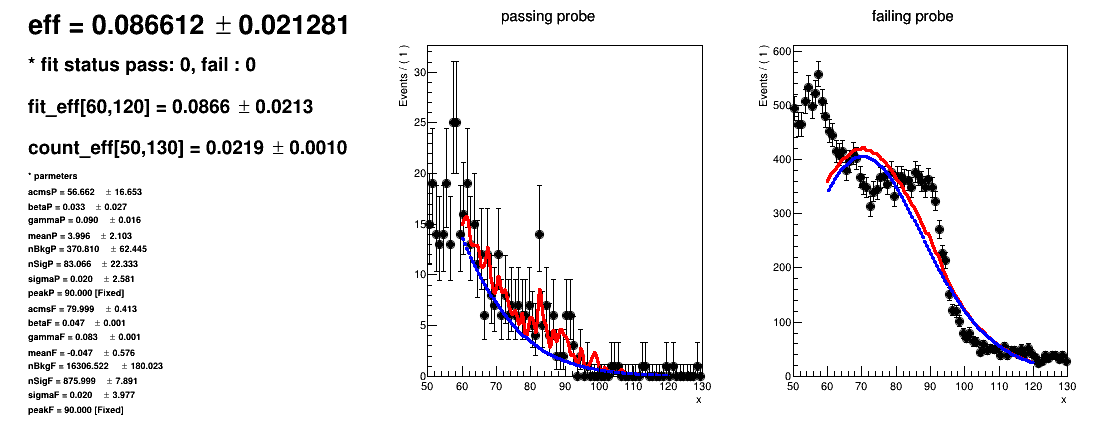 eff = 0.086612 ± 0.021281
* fit status pass: 0, fail : 0
fit_eff[60,120] = 0.0866 ± 0.0213
count_eff[50,130] = 0.0219 ± 0.0010
* parmeters
acmsP = 56.662 ± 16.653
betaP = 0.033 ± 0.027
gammaP = 0.090 ± 0.016
meanP = 3.996 ± 2.103
nBkgP = 370.810 ± 62.445
nSigP = 83.066 ± 22.333
sigmaP = 0.020 ± 2.581
peakP = 90.000 [Fixed]
acmsF = 79.999 ± 0.413
betaF = 0.047 ± 0.001
gammaF = 0.083 ± 0.001
meanF = -0.047 ± 0.576
nBkgF = 16306.522 ± 180.023
nSigF = 875.999 ± 7.891
sigmaF = 0.020 ± 3.977
peakF = 90.000 [Fixed]
passing probe
Events / ( 1 )
30
25
20
15
10
5
0
50 60 70 80 90 100 110 120 130
x
failing probe
Events / ( 1 )
600
500
400
300
200
100
0
50 60 70 80 90 100 110 120 130
x